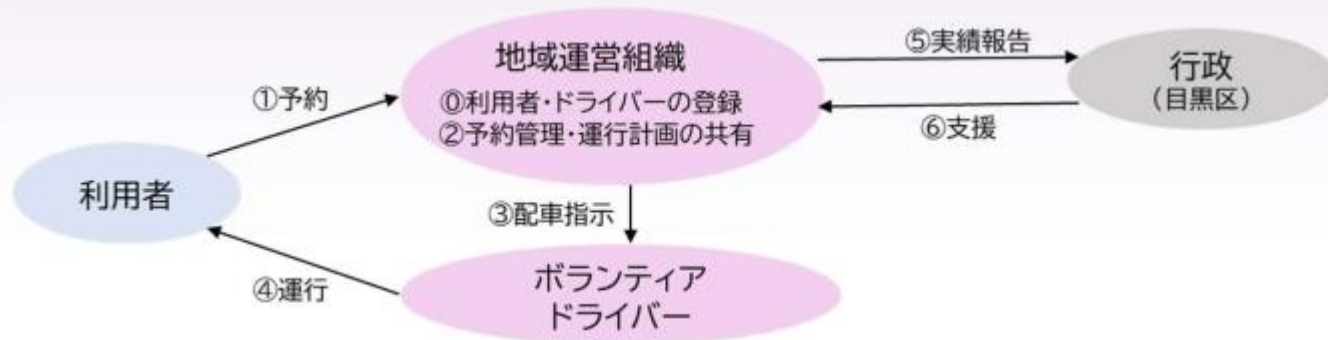 地域運営組織
⓪利用者・ドライバーの登録
②予約管理・運行計画の共有
⑤実績報告
行政
（目黒区）
⑥支援
①予約
利用者
③配車指示
④運行
ボランティア
ドライバー